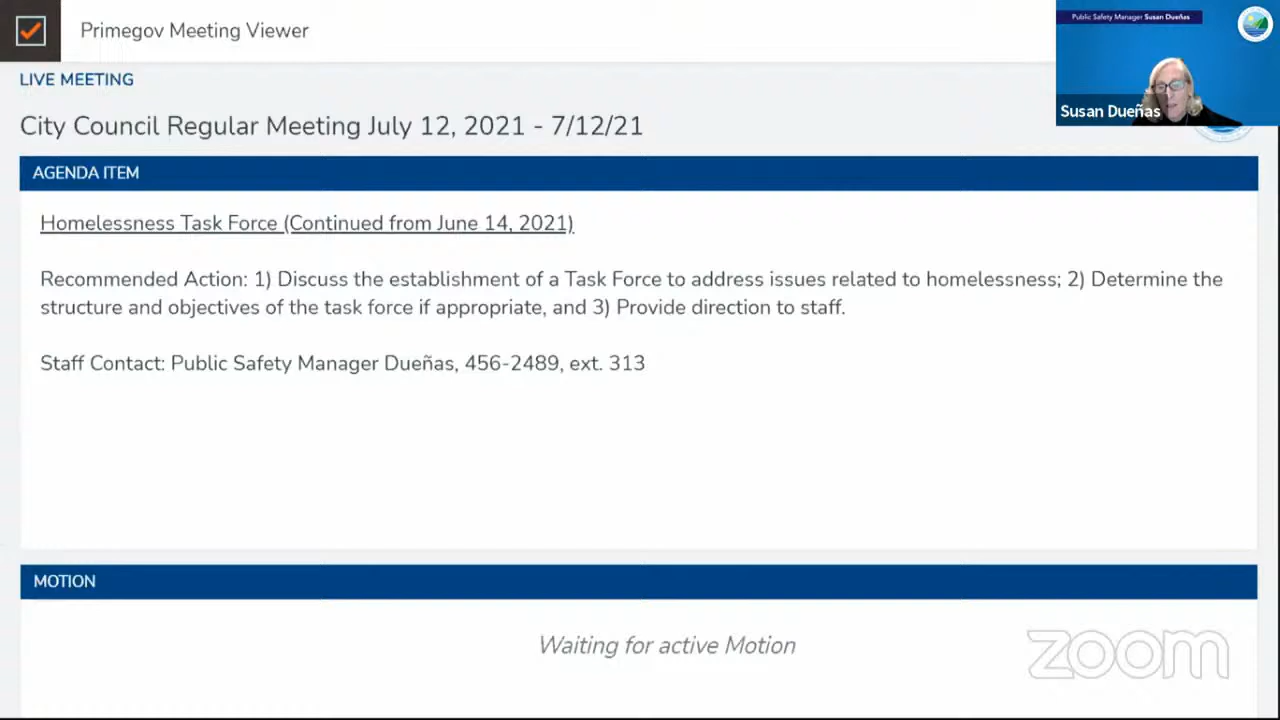 Primegov Meeting Viewer
Public Safety Manager Susan Dueñas
Susan Dueñas
LIVE MEETING
City Council Regular Meeting July 12, 2021 - 7/12/21
AGENDA ITEM
Homelessness Task Force (Continued from June 14, 2021)
Recommended Action: 1) Discuss the establishment of a Task Force to address issues related to homelessness; 2) Determine the
structure and objectives of the task force if appropriate, and 3) Provide direction to staff.
Staff Contact: Public Safety Manager Dueñas, 456-2489, ext. 313
MOTION
Waiting for active Motion
zoom